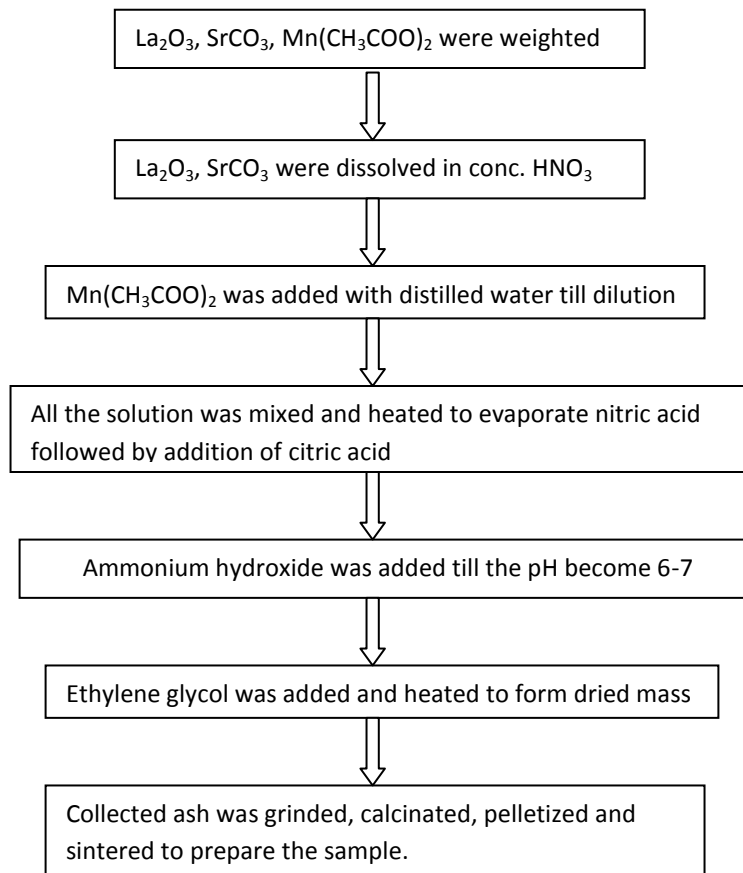 La₂O₃, SrCO₃, Mn(CH₃COO)₂ were weighted
La₂O₃, SrCO₃ were dissolved in conc. HNO₃
Mn(CH₃COO)₂ was added with distilled water till dilution
All the solution was mixed and heated to evaporate nitric acid
followed by addition of citric acid
Ammonium hydroxide was added till the pH become 6-7
Ethylene glycol was added and heated to form dried mass
Collected ash was grinded, calcinated, pelletized and
sintered to prepare the sample.